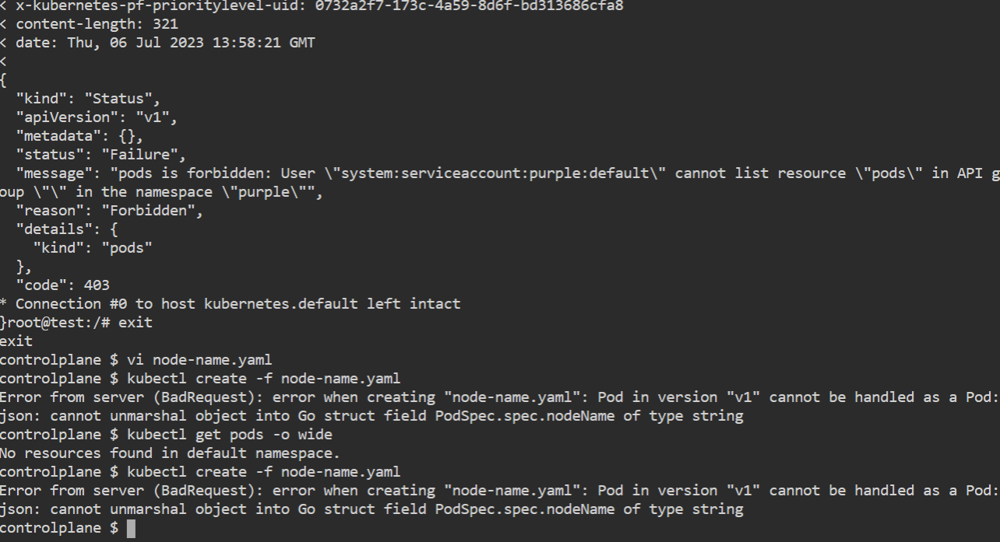 < x-kubernetes-pf-prioritylevel-uid: 0732a2f7-173c-4a59-8d6f-bd313686cfa8
< content-length: 321
< date: Thu, 06 Jul 2023 13:58:21 GMT
<
{
  "kind": "Status",
  "apiVersion": "v1",
  "metadata": {},
  "status": "Failure",
  "message": "pods is forbidden: User \"system:serviceaccount:purple:default\" cannot list resource \"pods\" in API g
oup \"\" in the namespace \"purple\"",
  "reason": "Forbidden",
  "details": {
    "kind": "pods"
  },
  "code": 403
* Connection #0 to host kubernetes.default left intact
}root@test:/# exit
exit
controlplane $ vi node-name.yaml
controlplane $ kubectl create -f node-name.yaml
Error from server (BadRequest): error when creating "node-name.yaml": Pod in version "v1" cannot be handled as a Pod:
json: cannot unmarshal object into Go struct field PodSpec.spec.nodeName of type string
controlplane $ kubectl get pods -o wide
No resources found in default namespace.
controlplane $ kubectl create -f node-name.yaml
Error from server (BadRequest): error when creating "node-name.yaml": Pod in version "v1" cannot be handled as a Pod:
json: cannot unmarshal object into Go struct field PodSpec.spec.nodeName of type string
controlplane $